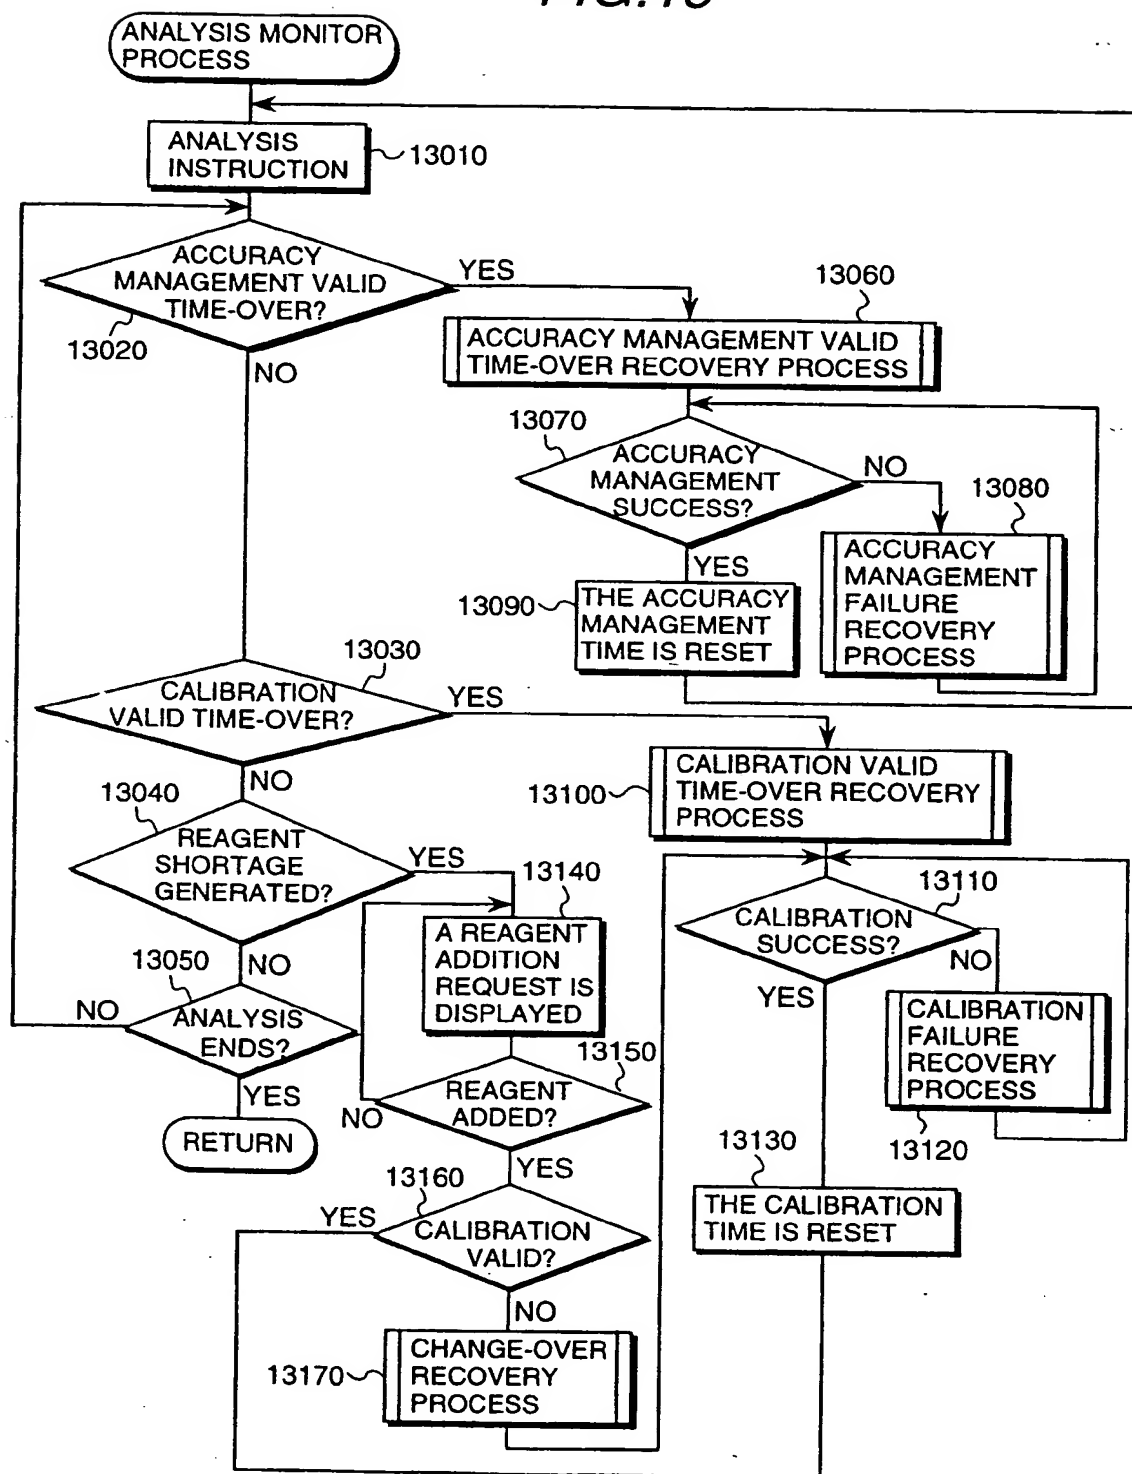 FIG.13
ANALYSIS MONITOR
PROCESS
ANALYSIS
INSTRUCTION
13010
ACCURACY
MANAGEMENT VALID
TIME-OVER?
YES
13020
NO
13060
ACCURACY MANAGEMENT VALID
TIME-OVER RECOVERY PROCESS
13070
ACCURACY
MANAGEMENT
SUCCESS?
NO
13080
YES
ACCURACY
MANAGEMENT
FAILURE
RECOVERY
PROCESS
13090
THE ACCURACY
MANAGEMENT
TIME IS RESET
13030
CALIBRATION
VALID TIME-OVER?
YES
NO
13100
CALIBRATION VALID
TIME-OVER RECOVERY
PROCESS
13040
REAGENT
SHORTAGE
GENERATED?
YES
NO
13140
A REAGENT
ADDITION
REQUEST IS
DISPLAYED
13110
CALIBRATION
SUCCESS?
NO
YES
13050
NO
ANALYSIS
ENDS?
YES
RETURN
CALIBRATION
FAILURE
RECOVERY
PROCESS
13120
13150
REAGENT
ADDED?
NO
YES
13130
THE CALIBRATION
TIME IS RESET
13160
YES
CALIBRATION
VALID?
NO
13170
CHANGE-OVER
RECOVERY
PROCESS